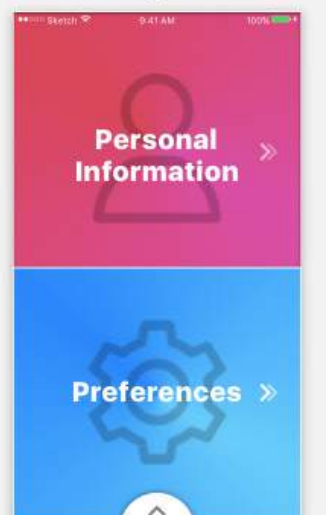 Sketch 9:41 AM 100%
Personal
Information
Preferences